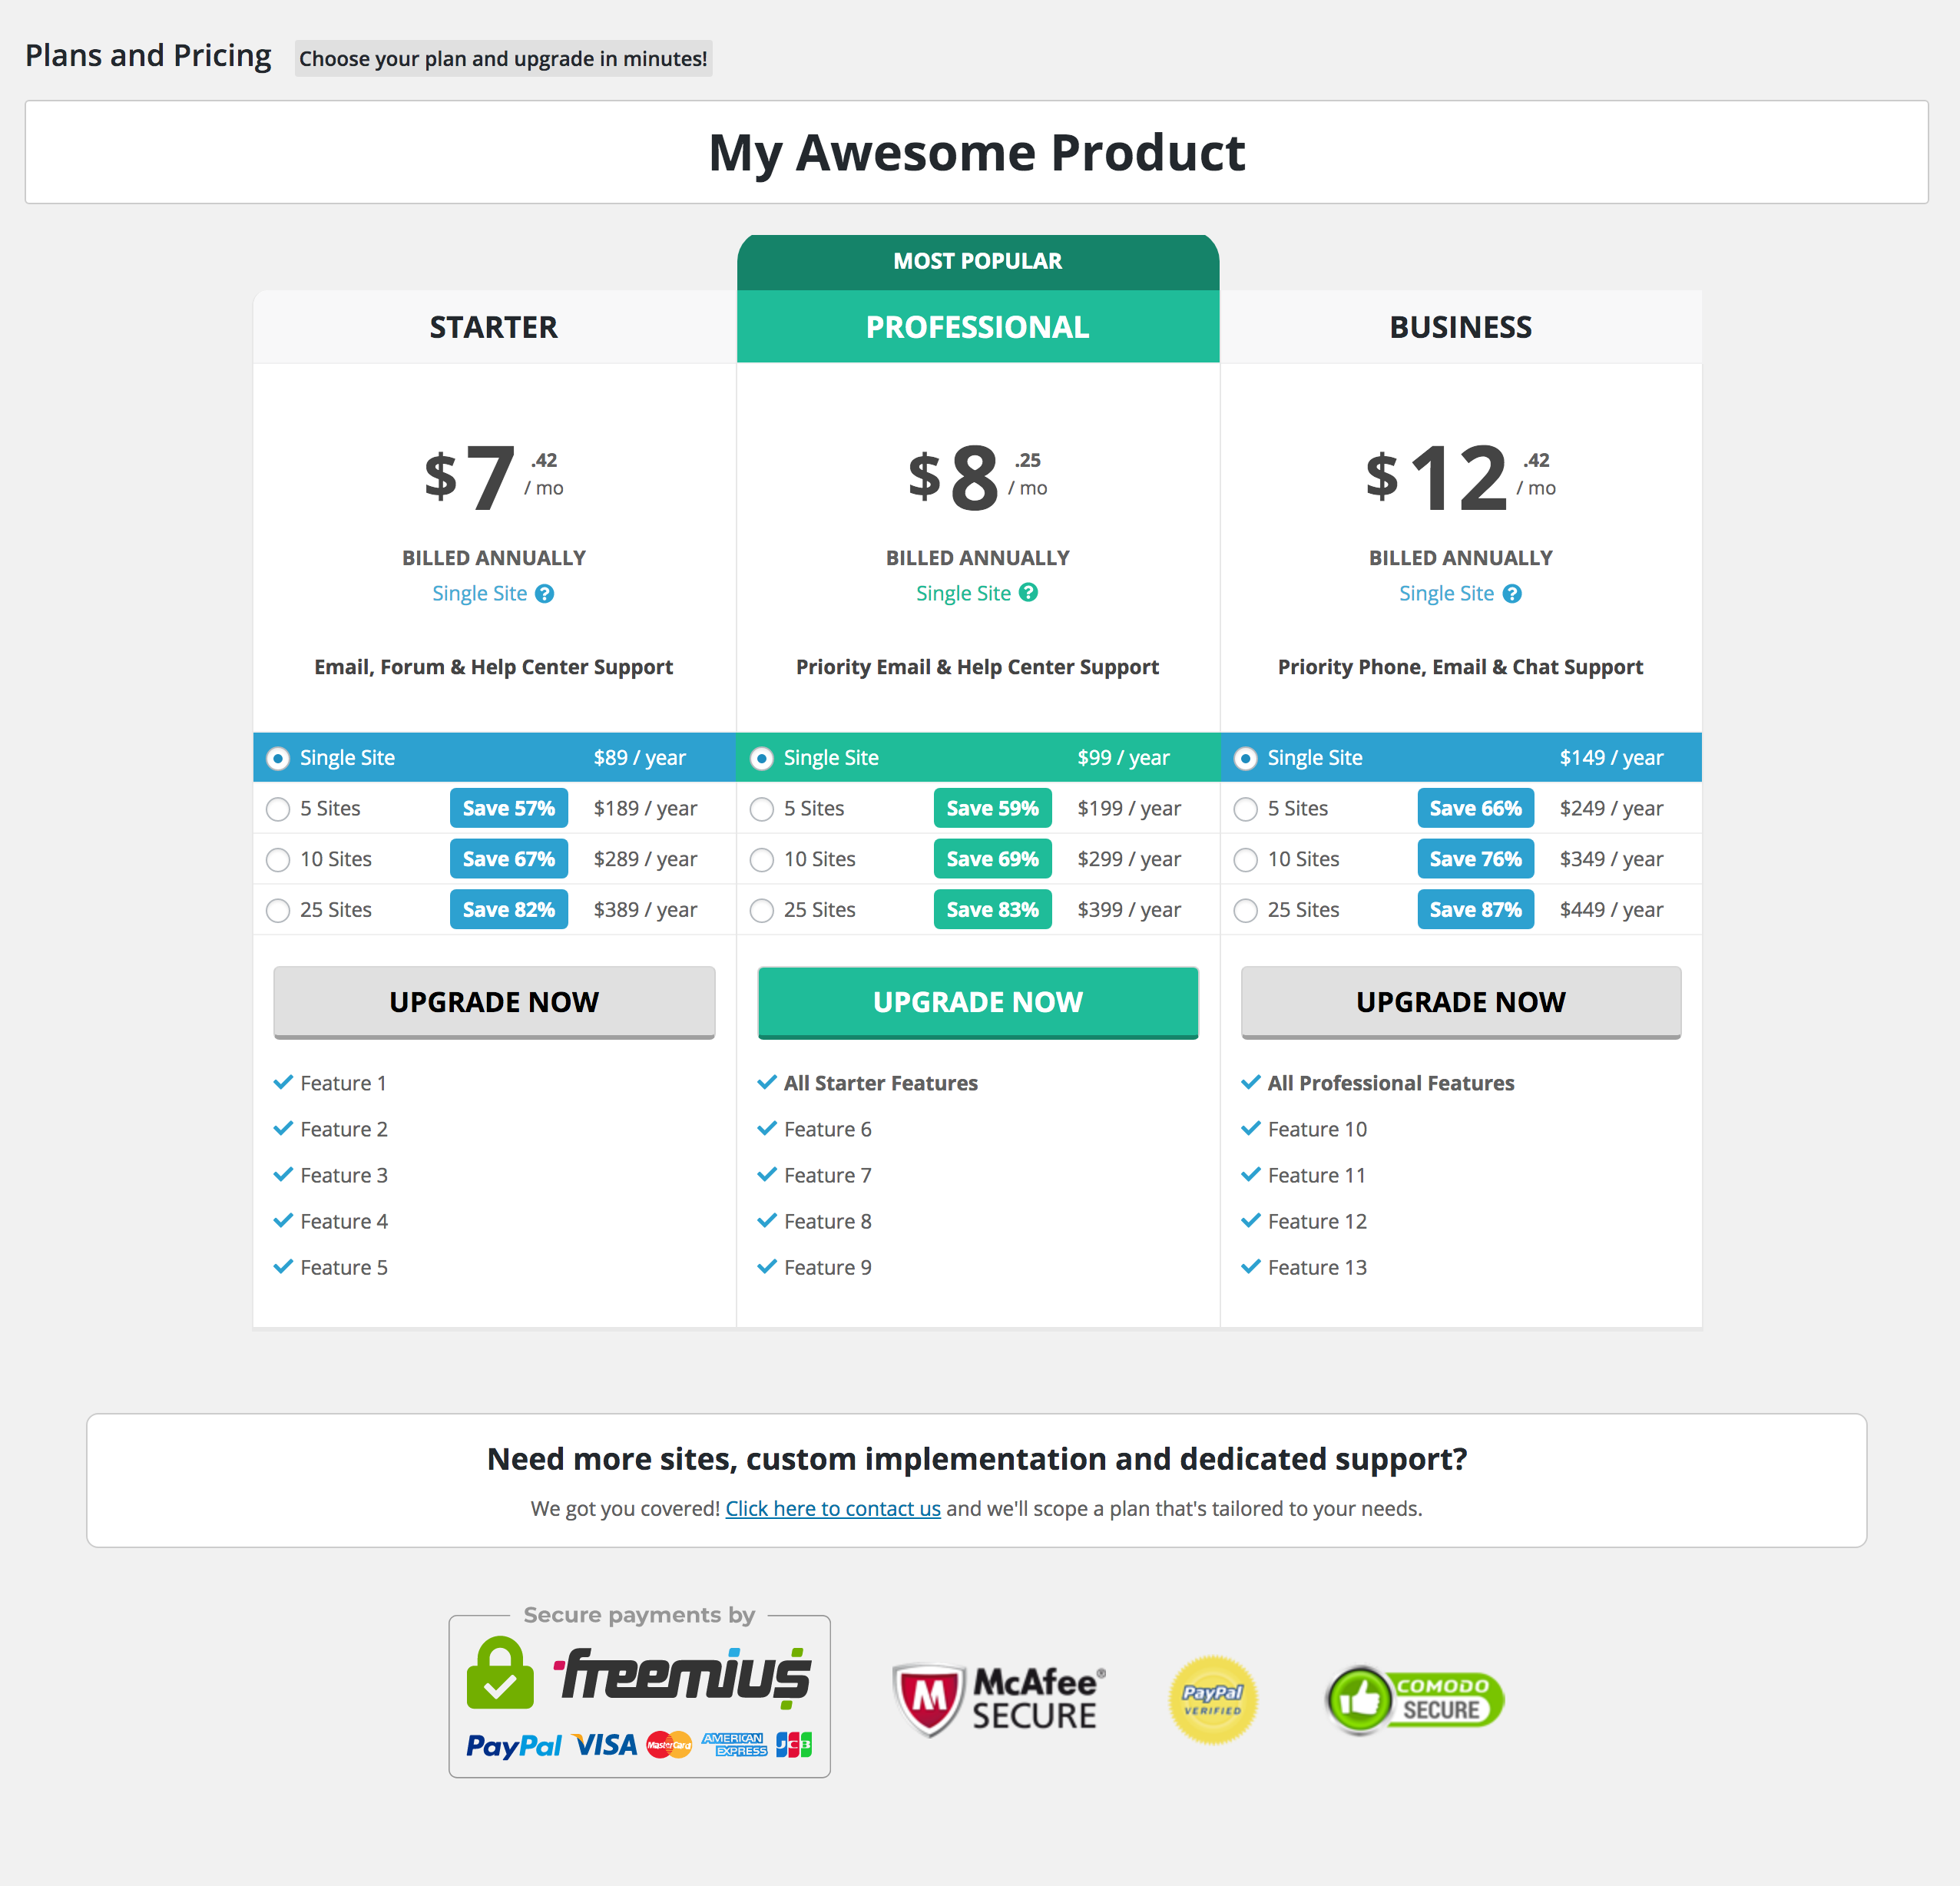 Plans and Pricing Choose your plan and upgrade in minutes!
My Awesome Product
MOST POPULAR
STARTER
PROFESSIONAL
BUSINESS
$7.42 / mo
$8.25 / mo
$12.42 / mo
BILLED ANNUALLY
BILLED ANNUALLY
BILLED ANNUALLY
Single Site ?
Single Site ?
Single Site ?
Email, Forum & Help Center Support
Priority Email & Help Center Support
Priority Phone, Email & Chat Support
Single Site $89 / year
Single Site $99 / year
Single Site $149 / year
5 Sites Save 57% $189 / year
5 Sites Save 59% $199 / year
5 Sites Save 66% $249 / year
10 Sites Save 67% $289 / year
10 Sites Save 69% $299 / year
10 Sites Save 76% $349 / year
25 Sites Save 82% $389 / year
25 Sites Save 83% $399 / year
25 Sites Save 87% $449 / year
UPGRADE NOW
UPGRADE NOW
UPGRADE NOW
Feature 1
All Starter Features
All Professional Features
Feature 2
Feature 6
Feature 10
Feature 3
Feature 7
Feature 11
Feature 4
Feature 8
Feature 12
Feature 5
Feature 9
Feature 13
Need more sites, custom implementation and dedicated support?
We got you covered! Click here to contact us and we'll scope a plan that's tailored to your needs.
Secure payments by
freemius
PayPal VISA MasterCard AMERICAN EXPRESS JCB
McAfee®
SECURE
PayPal
VERIFIED
COMODO
SECURE